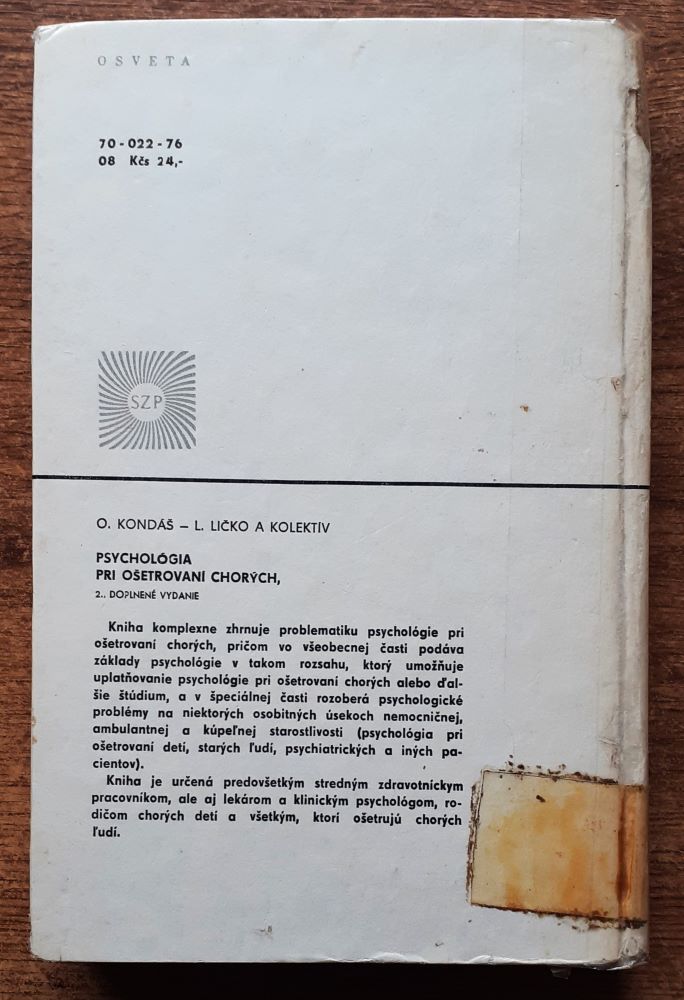 OSVETA
70-022-76
08 Kčs 24,-
SZP
O. KONDÁŠ – L. LIČKO A KOLEKTÍV
PSYCHOLÓGIA
PRI OŠETROVANÍ CHORÝCH,
2., DOPLNENÉ VYDANIE
Kniha komplexne zhrnuje problematiku psychológie pri
ošetrovaní chorých, pričom vo všeobecnej časti podáva
základy psychológie v takom rozsahu, ktorý umožňuje
uplatňovanie psychológie pri ošetrovaní chorých alebo ďal-
šie štúdium, a v špeciálnej časti rozoberá psychologické
problémy na niektorých osobitných úsekoch nemocničnej,
ambulantnej a kúpeľnej starostlivosti (psychológia pri
ošetrovaní detí, starých ľudí, psychiatrických a iných pa-
cientov).
Kniha je určená predovšetkým stredným zdravotníckym
pracovníkom, ale aj lekárom a klinickým psychológom, ro-
dičom chorých detí a všetkým, ktorí ošetrujú chorých
ľudí.